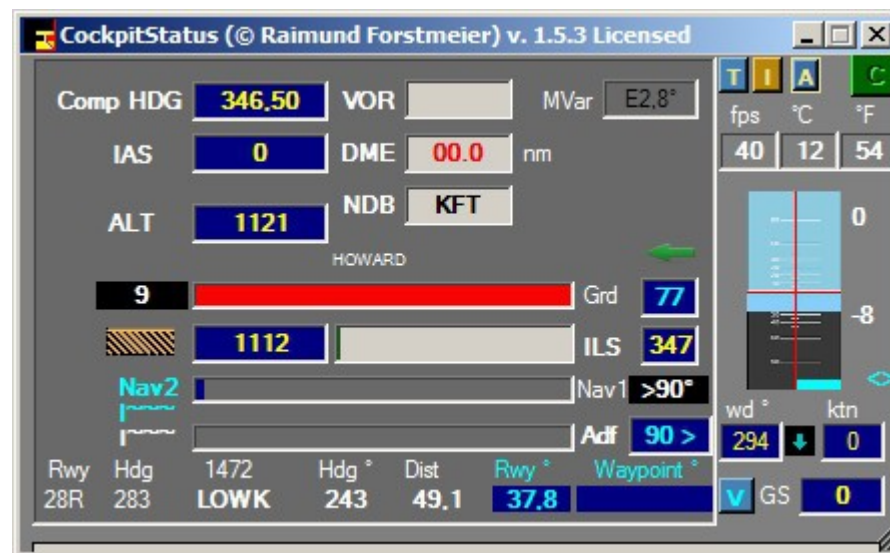 CockpitStatus (© Raimund Forstmeier) v. 1.5.3 Licensed
T I A C
Comp HDG 346,50 VOR MVar E2,8°
fps °C °F
IAS 0 DME 00.0 nm 40 12 54
ALT 1121 NDB KFT 0
HOWARD
9 Grd 77
-8
1112 ILS 347
Nav2 Nav1 >90° <>
wd ° ktn
Adf 90 > 294 0
Rwy Hdg 1472 Hdg ° Dist Rwy ° Waypoint °
28R 283 LOWK 243 49,1 37,8 V GS 0